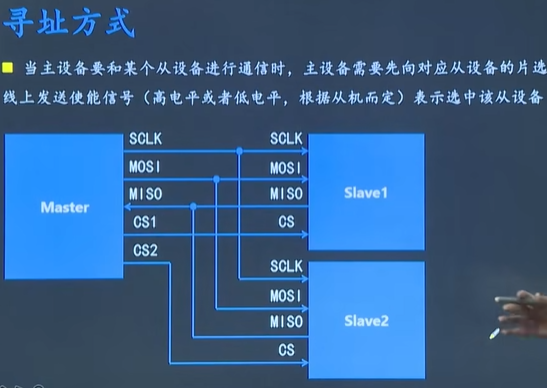 寻址方式
当主设备要和某个从设备进行通信时，主设备需要先向对应从设备的片选
线上发送使能信号（高电平或者低电平，根据从机而定）表示选中该从设备
SCLK SCLK
MOSI MOSI
MISO MISO
Master Slave1
CS1 CS
CS2
SCLK
MOSI
MISO
Slave2
CS